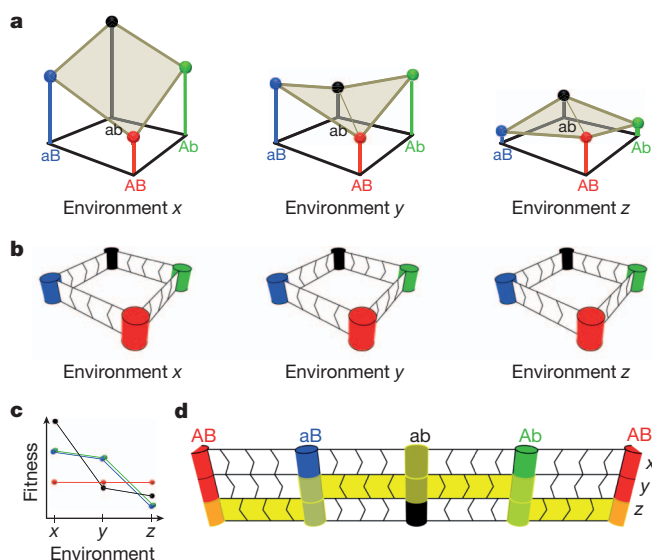 a
ab
aB
Ab
AB
ab
aB
Ab
AB
ab
aB
Ab
AB
Environment x
Environment y
Environment z
b
Environment x
Environment y
Environment z
c
Fitness
x
y
z
Environment
d
AB
aB
ab
Ab
AB
x
y
z